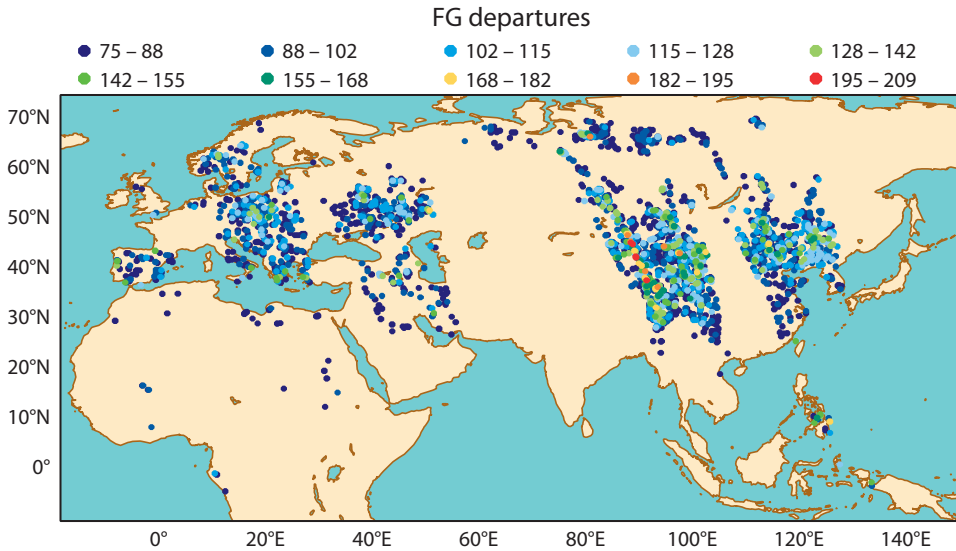 FG departures
75 – 88 88 – 102 102 – 115 115 – 128 128 – 142
142 – 155 155 – 168 168 – 182 182 – 195 195 – 209
70°N
60°N
50°N
40°N
30°N
20°N
10°N
0°
0° 20°E 40°E 60°E 80°E 100°E 120°E 140°E